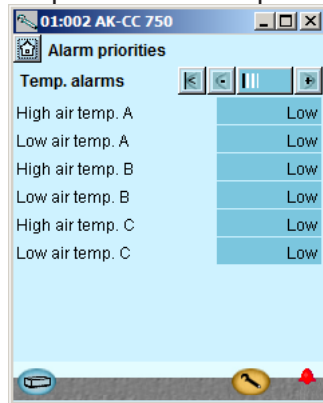 01:002 AK-CC 750
Alarm priorities
Temp. alarms
High air temp. A Low
Low air temp. A Low
High air temp. B Low
Low air temp. B Low
High air temp. C Low
Low air temp. C Low